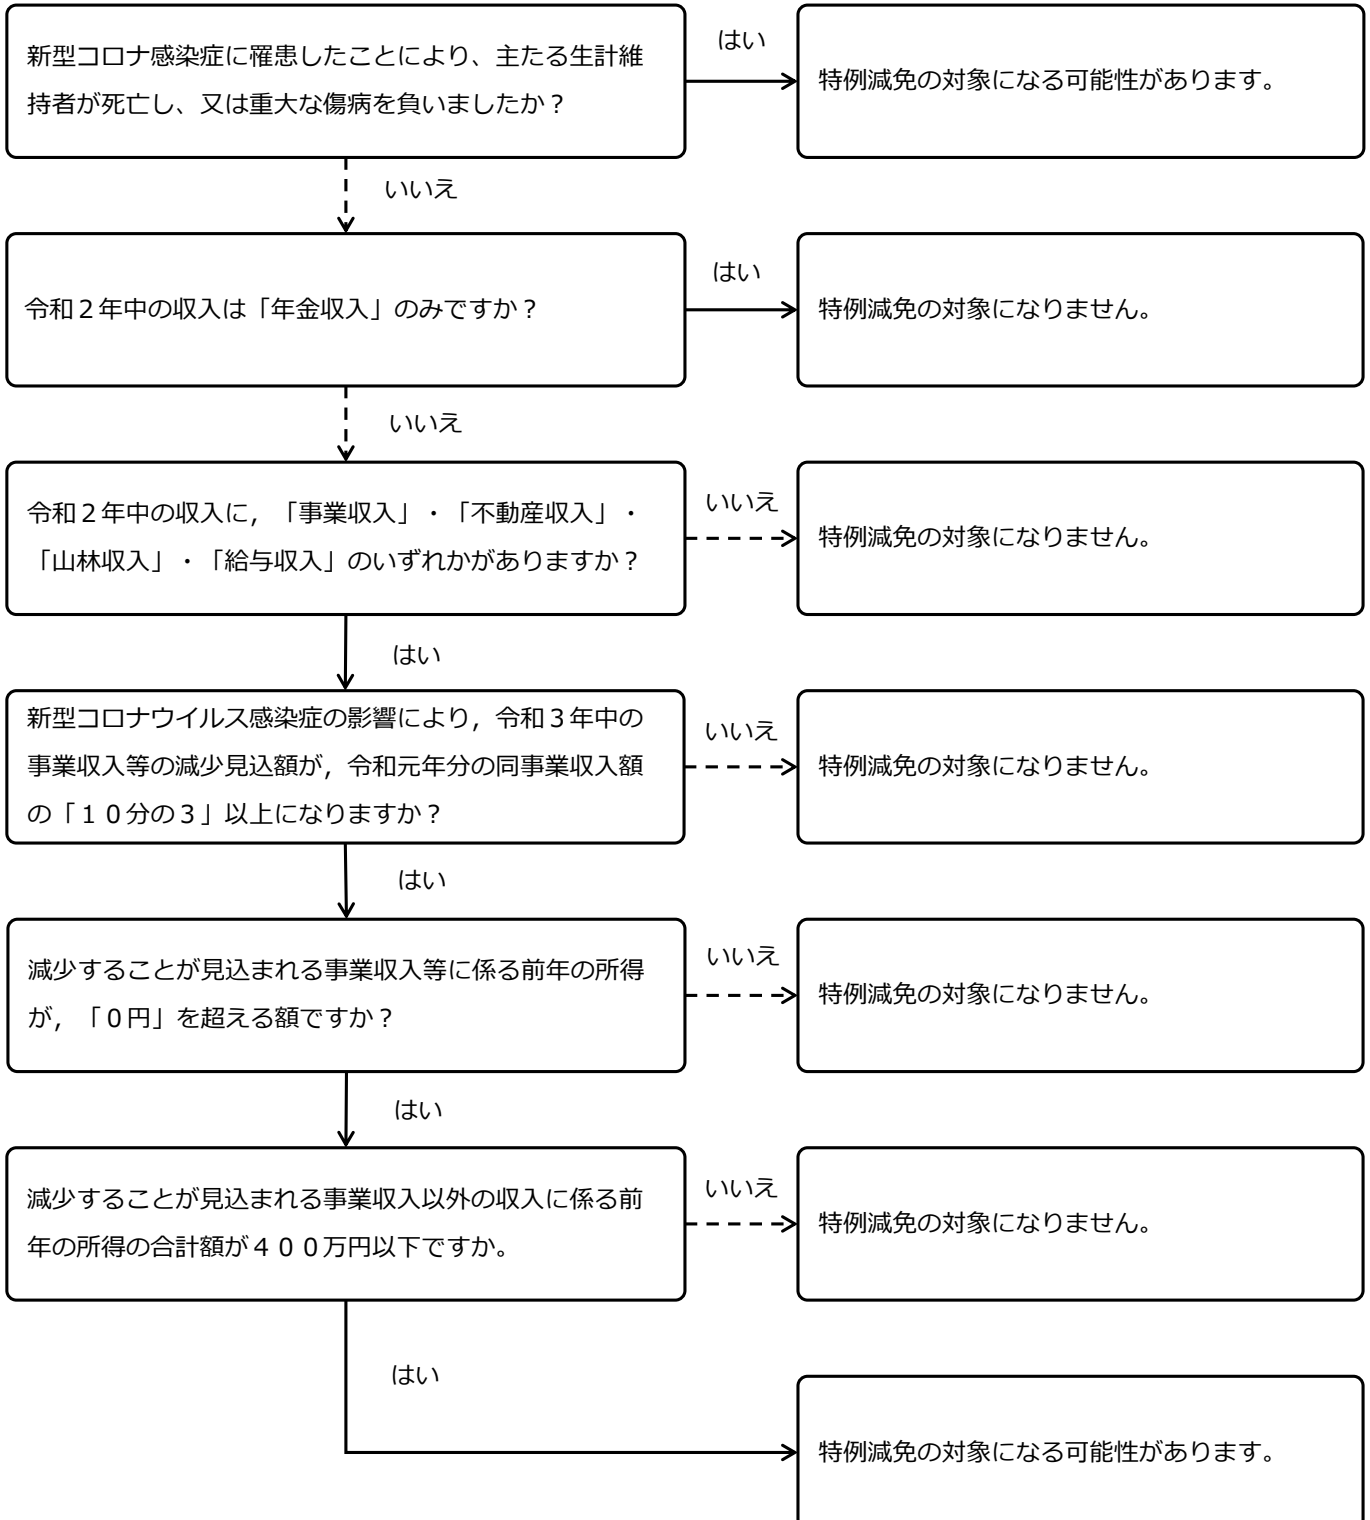 新型コロナ感染症に罹患したことにより、主たる生計維
持者が死亡し、又は重大な傷病を負いましたか？
はい
特例減免の対象になる可能性があります。
いいえ
令和２年中の収入は「年金収入」のみですか？
はい
特例減免の対象になりません。
いいえ
令和２年中の収入に，「事業収入」・「不動産収入」・
「山林収入」・「給与収入」のいずれかがありますか？
いいえ
特例減免の対象になりません。
はい
新型コロナウイルス感染症の影響により，令和３年中の
事業収入等の減少見込額が，令和元年分の同事業収入額
の「１０分の３」以上になりますか？
いいえ
特例減免の対象になりません。
はい
減少することが見込まれる事業収入等に係る前年の所得
が，「０円」を超える額ですか？
いいえ
特例減免の対象になりません。
はい
減少することが見込まれる事業収入以外の収入に係る前
年の所得の合計額が４００万円以下ですか。
いいえ
特例減免の対象になりません。
はい
特例減免の対象になる可能性があります。